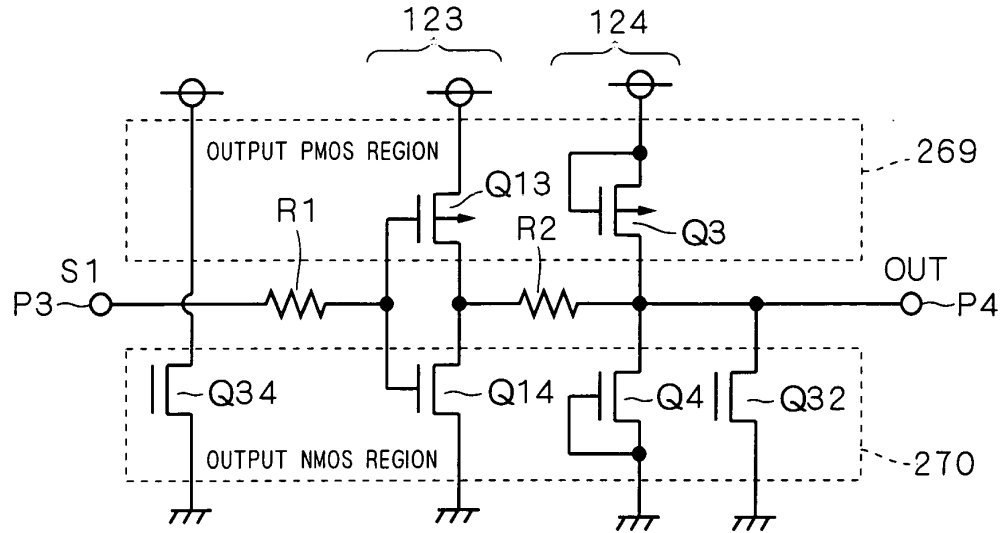 123
124
OUTPUT PMOS REGION
269
Q13
R1
R2
Q3
S1
OUT
P3
P4
Q34
Q14
Q4
Q32
OUTPUT NMOS REGION
270